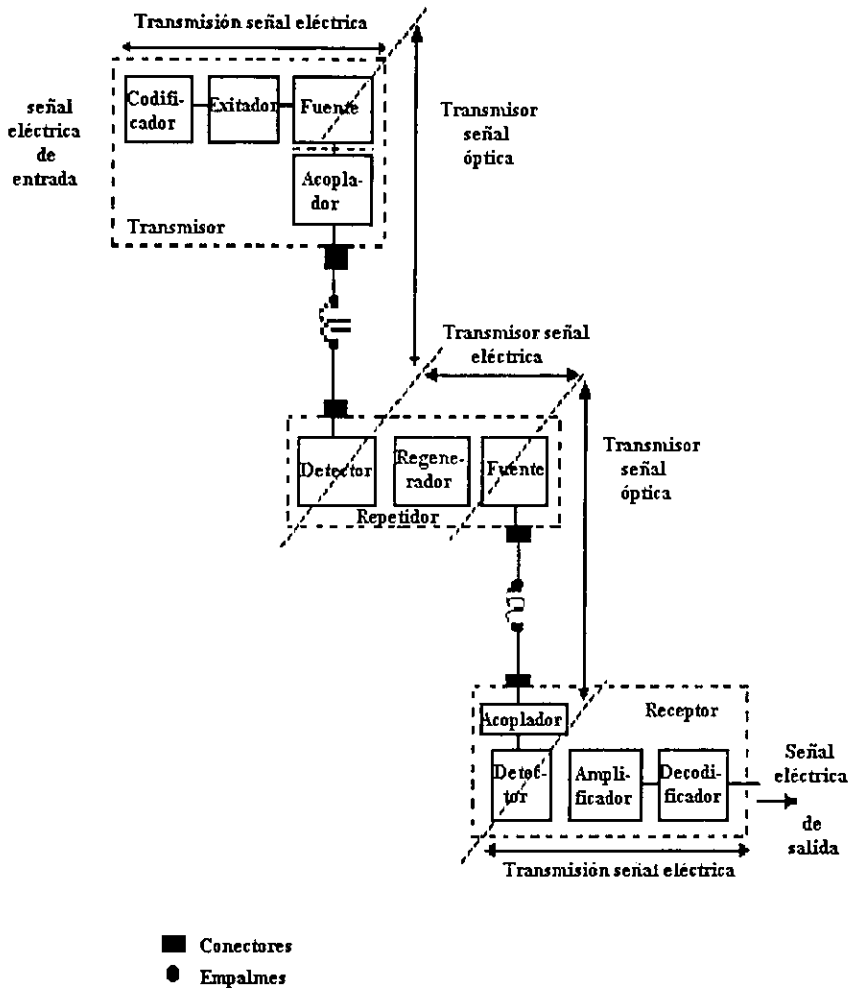 Transmisión señal eléctrica
señal
eléctrica
de
entrada
Codifi-
cador
Exitador
Fuente
Acopla-
dor
Transmisor
Transmisor
señal
óptica
Transmisor señal
eléctrica
Detector
Regene-
rador
Fuente
Repetidor
Transmisor
señal
óptica
Acoplador
Receptor
Detec-
tor
Ampli-
ficador
Decodi-
ficador
Señal
eléctrica
de
salida
Transmisión señal eléctrica
Conectores
Empalmes